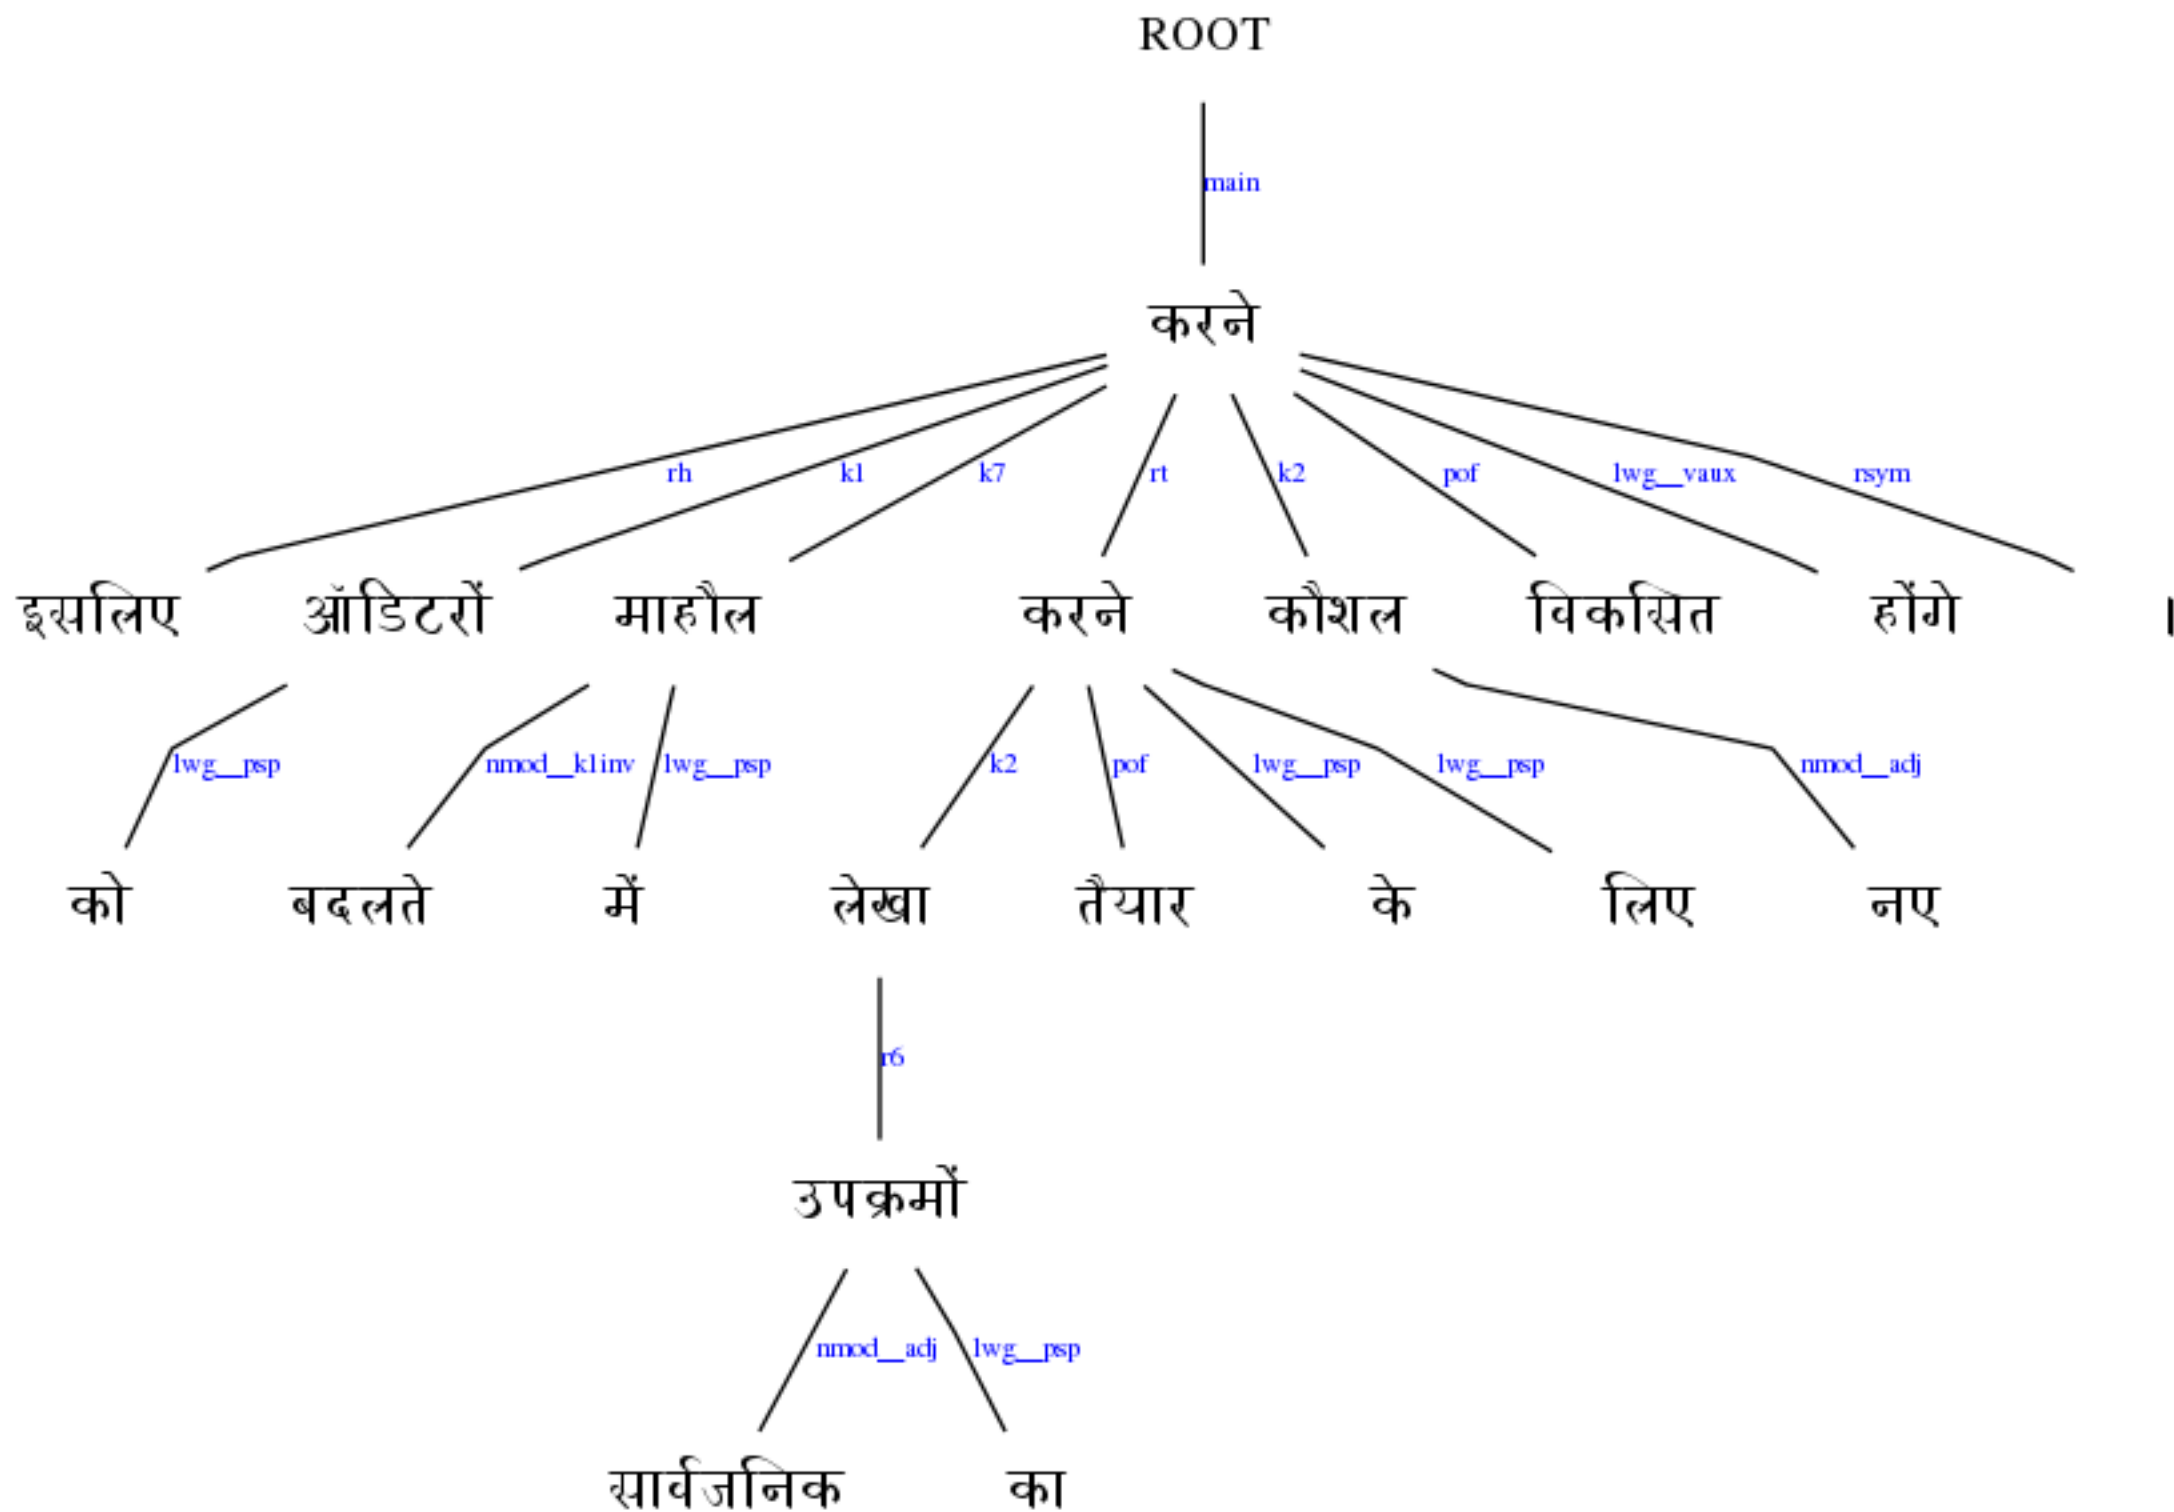 ROOT
main
करने
rh k1 k7 rt k2 pof lwg__vaux rsym
इसलिए ऑडिटरों माहौल करने कौशल विकसित होंगे ।
lwg__psp nmod__k1inv lwg__psp k2 pof lwg__psp lwg__psp nmod__adj
को बदलते में लेखा तैयार के लिए नए
r6
उपक्रमों
nmod__adj lwg__psp
सार्वजनिक का